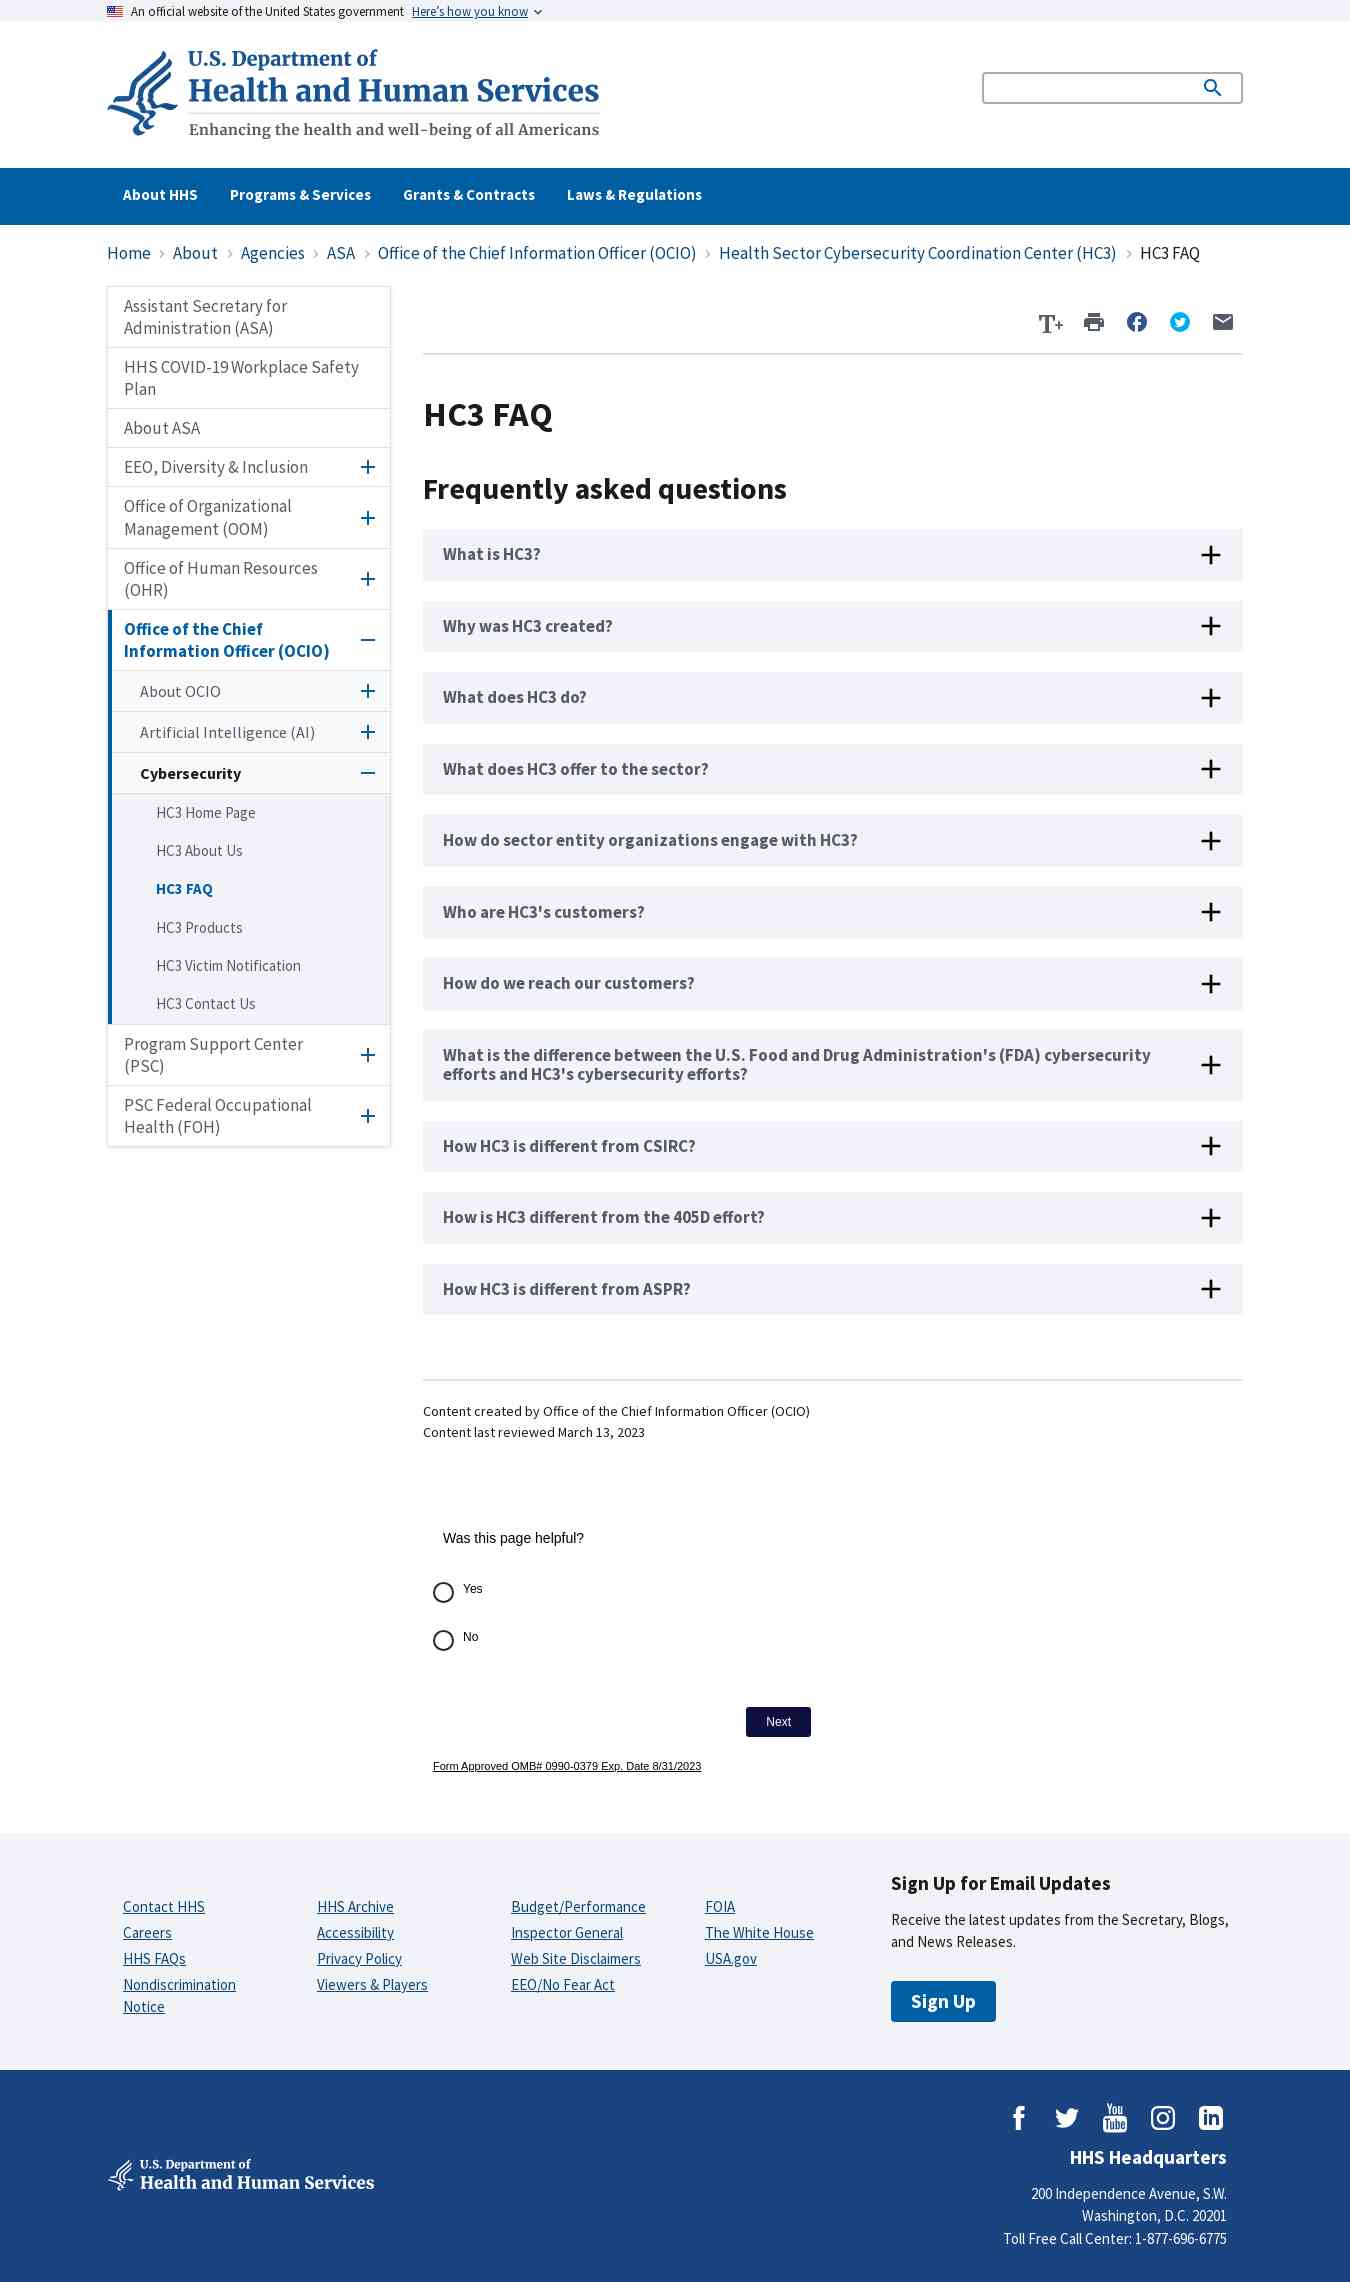 An official website of the United States government Here's how you know
U.S. Department of
Health and Human Services
Enhancing the health and well-being of all Americans
About HHS
Programs & Services
Grants & Contracts
Laws & Regulations
Home
About
Agencies
ASA
Office of the Chief Information Officer (OCIO)
Health Sector Cybersecurity Coordination Center (HC3)
HC3 FAQ
Assistant Secretary for
Administration (ASA)
HHS COVID-19 Workplace Safety
Plan
About ASA
EEO, Diversity & Inclusion
Office of Organizational
Management (OOM)
Office of Human Resources
(OHR)
Office of the Chief
Information Officer (OCIO)
About OCIO
Artificial Intelligence (AI)
Cybersecurity
HC3 Home Page
HC3 About Us
HC3 FAQ
HC3 Products
HC3 Victim Notification
HC3 Contact Us
Program Support Center
(PSC)
PSC Federal Occupational
Health (FOH)
T+
HC3 FAQ
Frequently asked questions
What is HC3?
Why was HC3 created?
What does HC3 do?
What does HC3 offer to the sector?
How do sector entity organizations engage with HC3?
Who are HC3's customers?
How do we reach our customers?
What is the difference between the U.S. Food and Drug Administration's (FDA) cybersecurity
efforts and HC3's cybersecurity efforts?
How HC3 is different from CSIRC?
How is HC3 different from the 405D effort?
How HC3 is different from ASPR?
Content created by Office of the Chief Information Officer (OCIO)
Content last reviewed March 13, 2023
Was this page helpful?
Yes
No
Next
Form Approved OMB# 0990-0379 Exp. Date 8/31/2023
Contact HHS
Careers
HHS FAQs
Nondiscrimination
Notice
HHS Archive
Accessibility
Privacy Policy
Viewers & Players
Budget/Performance
Inspector General
Web Site Disclaimers
EEO/No Fear Act
FOIA
The White House
USA.gov
Sign Up for Email Updates
Receive the latest updates from the Secretary, Blogs,
and News Releases.
Sign Up
U.S. Department of
Health and Human Services
You
Tube
HHS Headquarters
200 Independence Avenue, S.W.
Washington, D.C. 20201
Toll Free Call Center: 1-877-696-6775